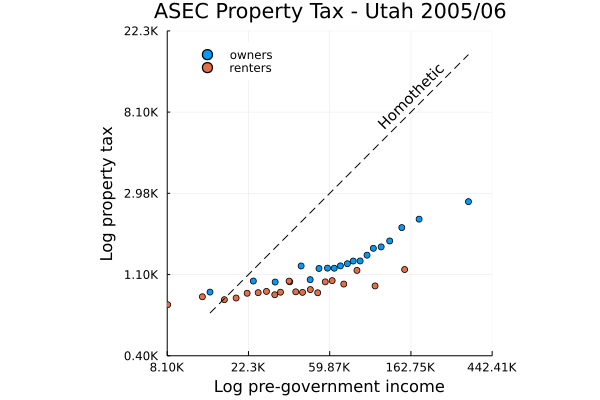 ASEC Property Tax - Utah 2005/06
22.3K
owners
renters
Homothetic
8.10K
Log property tax
2.98K
1.10K
0.40K
8.10K 22.3K 59.87K 162.75K 442.41K
Log pre-government income